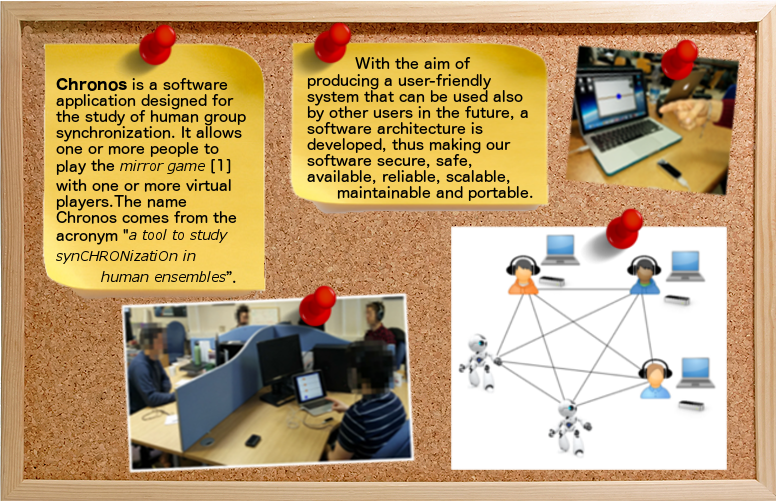 Chronos is a software
application designed for
the study of human group
synchronization. It allows
one or more people to
play the mirror game [1]
with one or more virtual
players.The name
Chronos comes from the
acronym "a tool to study
synCHRONizatiOn in
human ensembles”.
With the aim of
producing a user-friendly
system that can be used also
by other users in the future, a
software architecture is
developed, thus making our
software secure, safe,
available, reliable, scalable,
maintainable and portable.